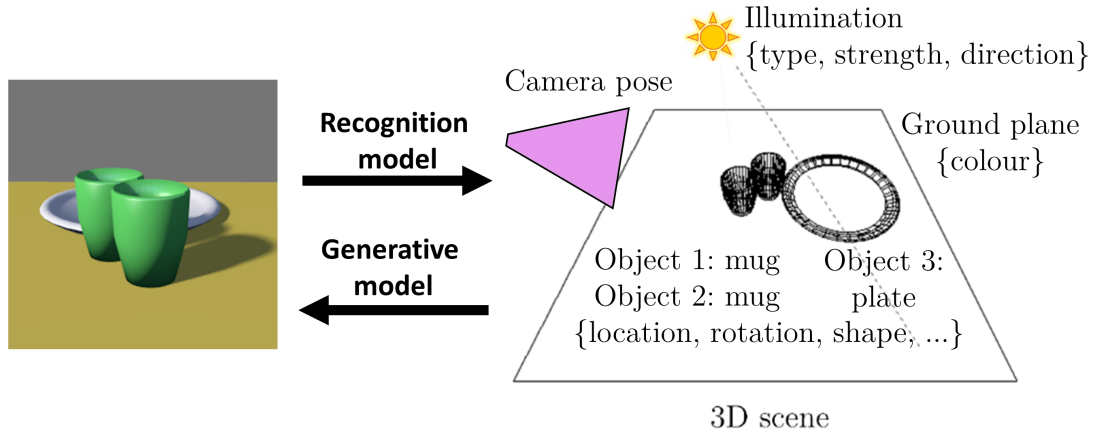 Illumination
{type, strength, direction}
Camera pose
Recognition
model
Ground plane
{colour}
Generative
model
Object 1: mug
Object 2: mug
Object 3:
plate
{location, rotation, shape, ...}
3D scene